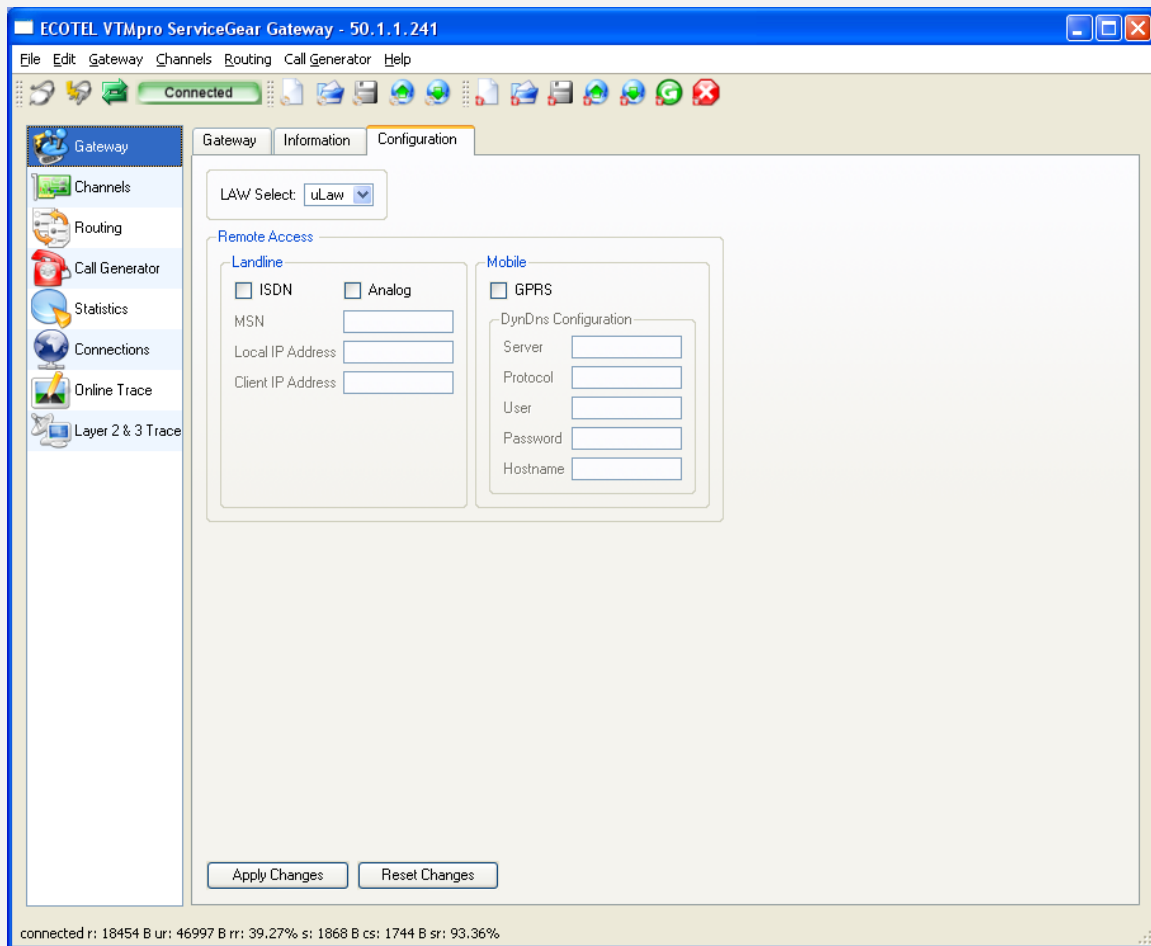 ECOTEL VTMpro ServiceGear Gateway - 50.1.1.241
File Edit Gateway Channels Routing Call Generator Help
Connected
Gateway
Channels
Routing
Call Generator
Statistics
Connections
Online Trace
Layer 2 & 3 Trace
Gateway Information Configuration
LAW Select: uLaw
Remote Access
Landline
ISDN Analog
MSN
Local IP Address
Client IP Address
Mobile
GPRS
DynDns Configuration
Server
Protocol
User
Password
Hostname
Apply Changes Reset Changes
connected r: 18454 B ur: 46997 B rr: 39.27% s: 1868 B cs: 1744 B sr: 93.36%